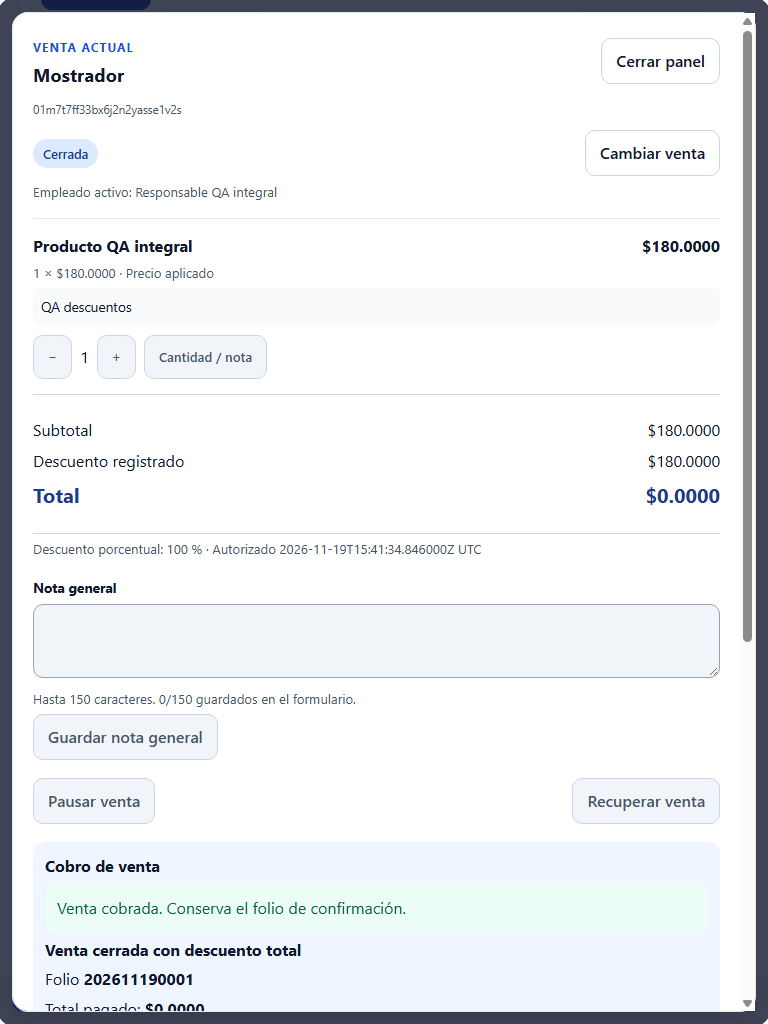 VENTA ACTUAL
Mostrador
Cerrar panel
01m7t7ff33bx6j2n2yasse1v2s
Cerrada
Cambiar venta
Empleado activo: Responsable QA integral
Producto QA integral $180.0000
1 × $180.0000 · Precio aplicado
QA descuentos
− 1 + Cantidad / nota
Subtotal $180.0000
Descuento registrado $180.0000
Total $0.0000
Descuento porcentual: 100 % · Autorizado 2026-11-19T15:41:34.846000Z UTC
Nota general
Hasta 150 caracteres. 0/150 guardados en el formulario.
Guardar nota general
Pausar venta Recuperar venta
Cobro de venta
Venta cobrada. Conserva el folio de confirmación.
Venta cerrada con descuento total
Folio 202611190001
Total pagado: $0.0000